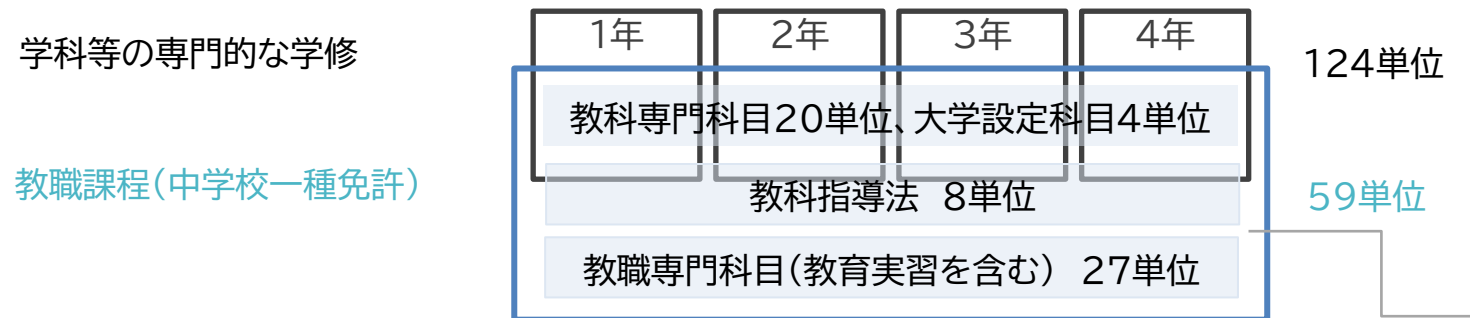 1年
2年
3年
4年
学科等の専門的な学修
124単位
教科専門科目20単位、大学設定科目4単位
教職課程(中学校一種免許)
教科指導法 8単位
59単位
教職専門科目(教育実習を含む) 27単位